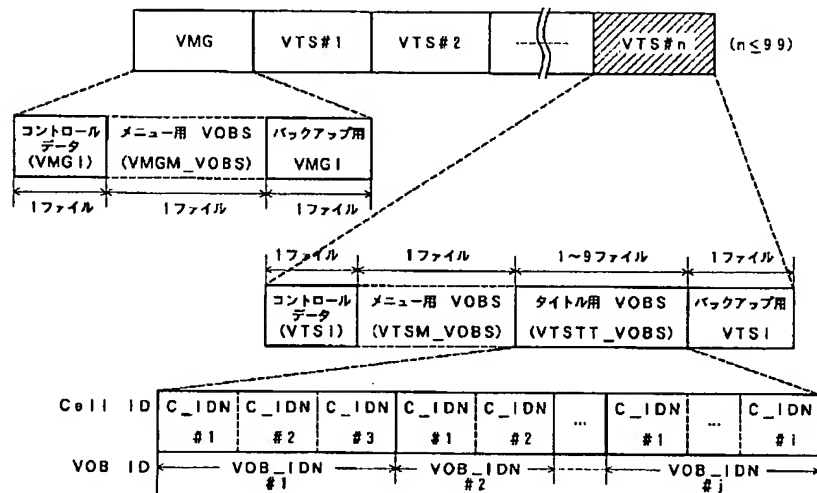 VMG VTS#1 VTS#2 VTS#n (n≤99)
コントロール メニュー用 VOBS バックアップ用
データ
(VMGI) (VMGM_VOBS) VMGI
1ファイル 1ファイル 1ファイル
1ファイル 1ファイル 1~9ファイル 1ファイル
コントロール メニュー用 VOBS タイトル用 VOBS バックアップ用
データ
(VTSI) (VTSM_VOBS) (VTSTT_VOBS) VTSI
Cell ID C_IDN C_IDN C_IDN C_IDN C_IDN ... C_IDN ... C_IDN
#1 #2 #3 #1 #2 #1 #i
VOB ID VOB_IDN VOB_IDN VOB_IDN
#1 #2 #j